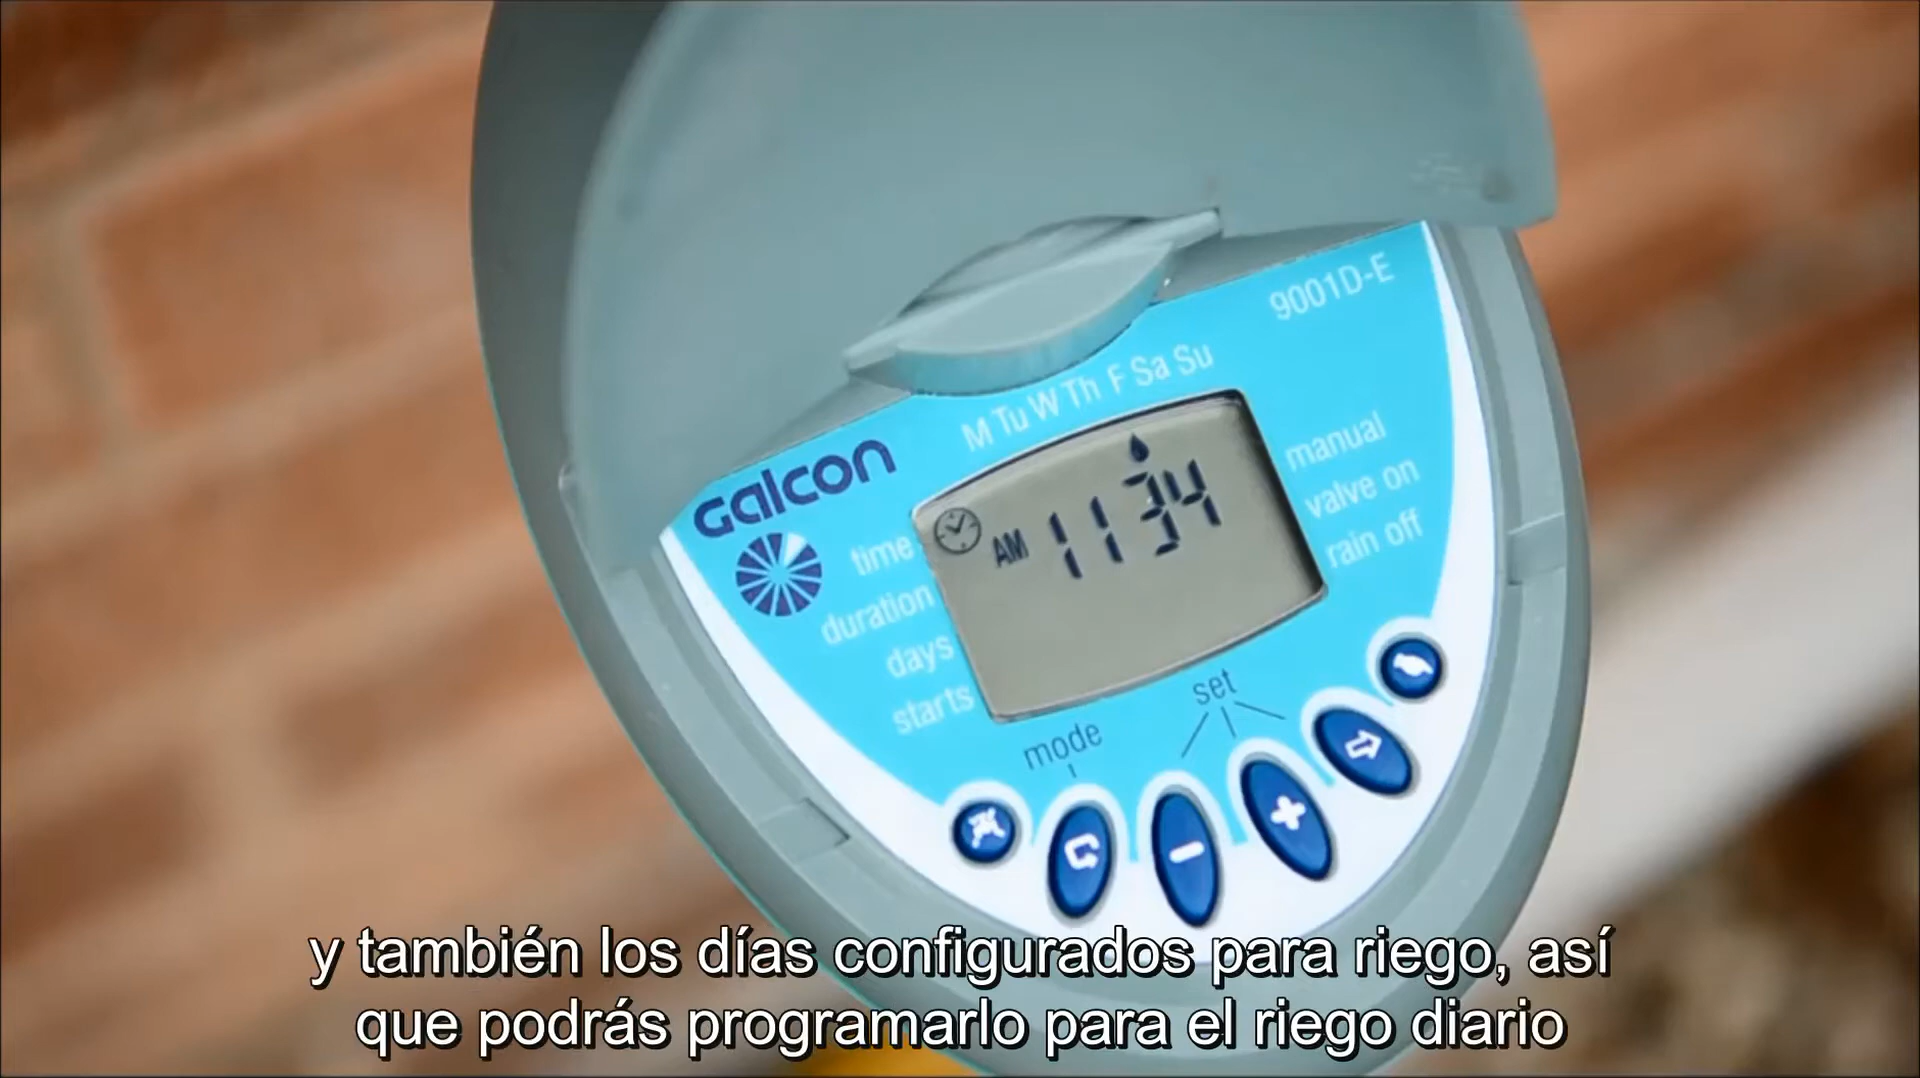 9001D-E
M Tu W Th F Sa Su
Galcon
manual
valve on
rain off
time
duration
days
starts
AM 11 34
set
mode
y también los días configurados para riego, así
que podrás programarlo para el riego diario